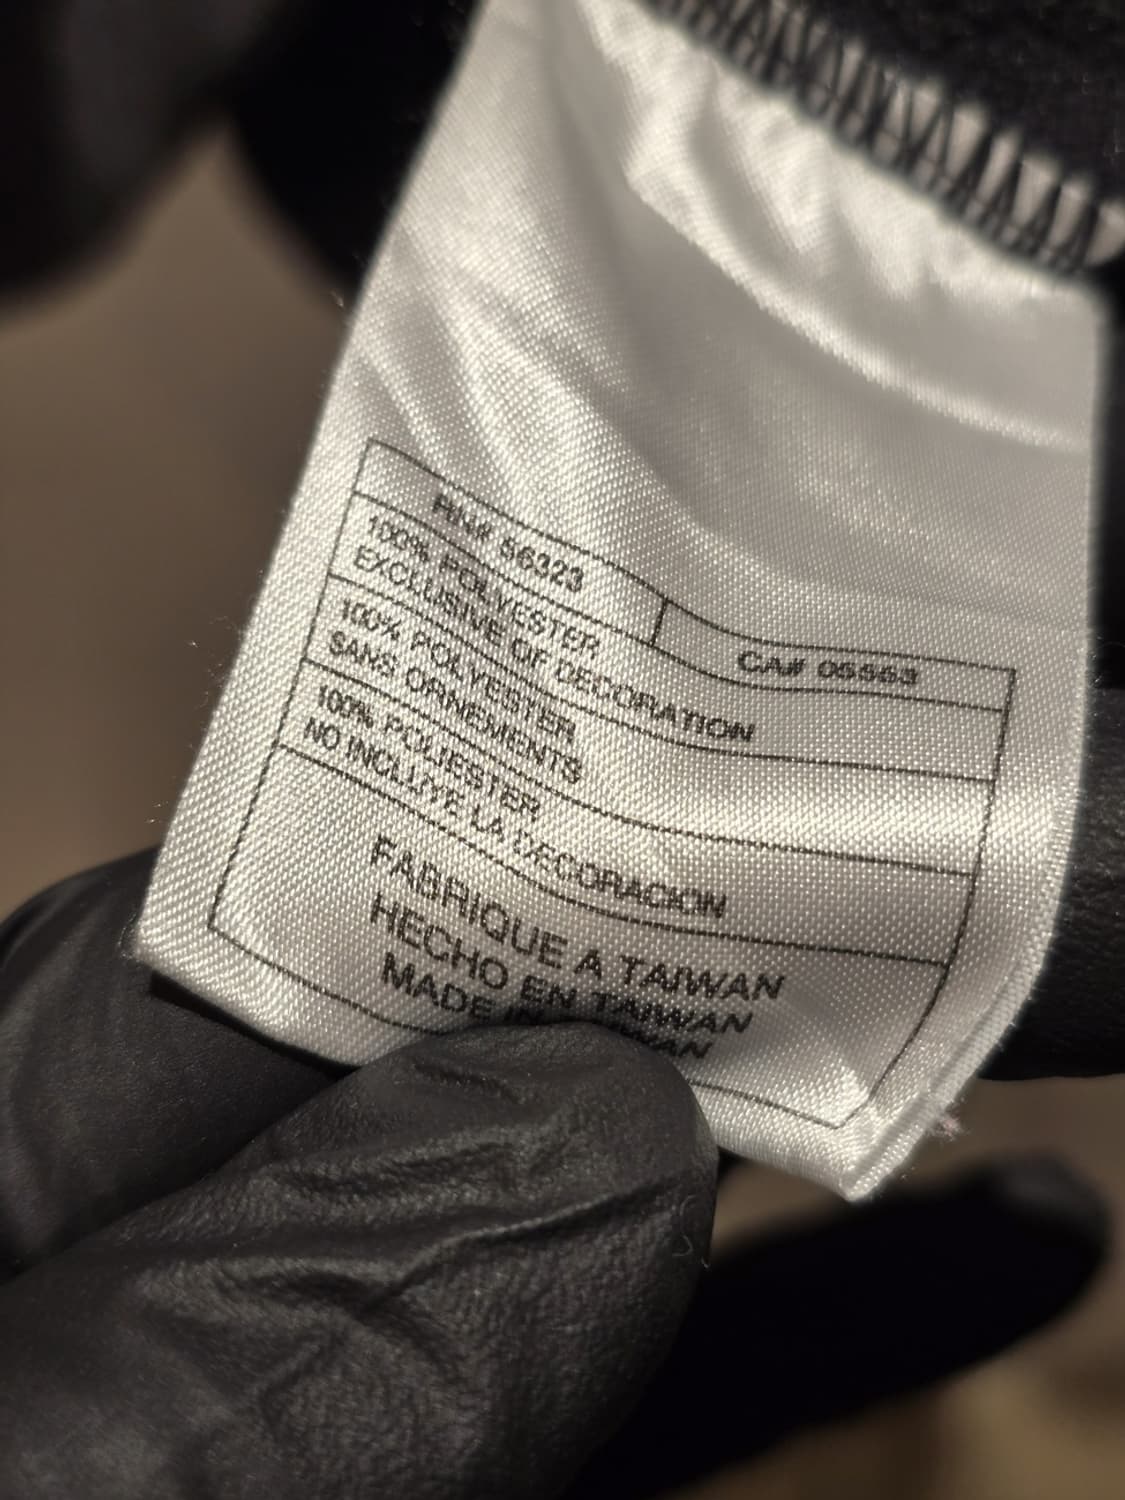 RN# 56323
CA# 05553
100% POLYESTER
EXCLUSIVE OF DECORATION
100% POLYESTER
SANS ORNEMENTS
100% POLIESTER
NO INCLUYE LA DECORACION
FABRIQUE A TAIWAN
HECHO EN TAIWAN
MADE IN